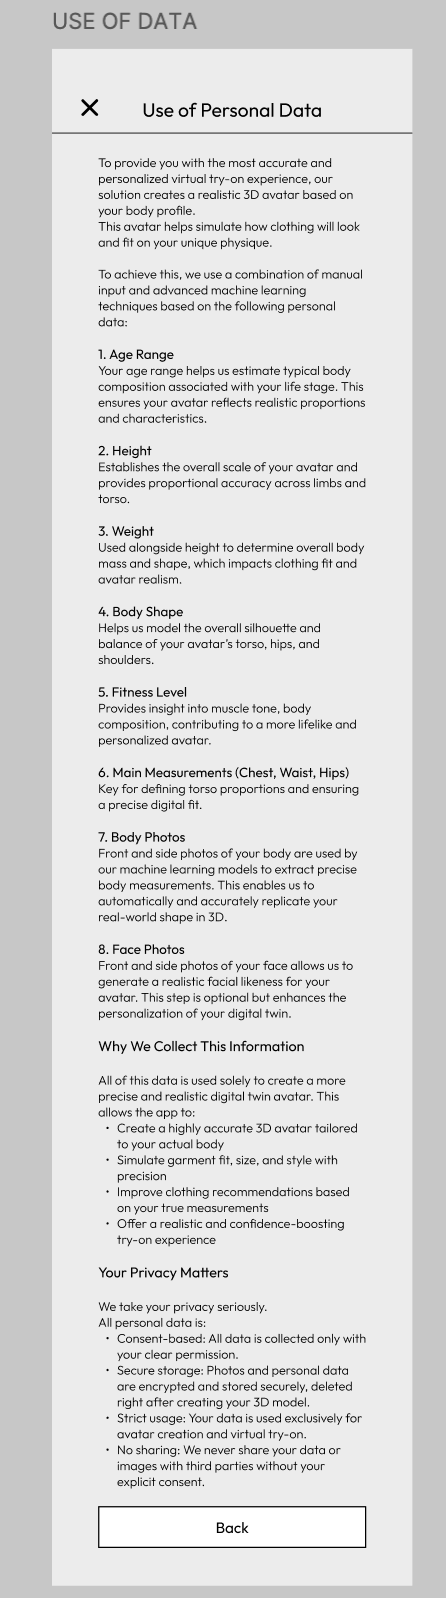 USE OF DATA
Use of Personal Data
To provide you with the most accurate and
personalized virtual try-on experience, our
solution creates a realistic 3D avatar based on
your body profile.
This avatar helps simulate how clothing will look
and fit on your unique physique.
To achieve this, we use a combination of manual
input and advanced machine learning
techniques based on the following personal
data:
1. Age Range
Your age range helps us estimate typical body
composition associated with your life stage. This
ensures your avatar reflects realistic proportions
and characteristics.
2. Height
Establishes the overall scale of your avatar and
provides proportional accuracy across limbs and
torso.
3. Weight
Used alongside height to determine overall body
mass and shape, which impacts clothing fit and
avatar realism.
4. Body Shape
Helps us model the overall silhouette and
balance of your avatar's torso, hips, and
shoulders.
5. Fitness Level
Provides insight into muscle tone, body
composition, contributing to a more lifelike and
personalized avatar.
6. Main Measurements (Chest, Waist, Hips)
Key for defining torso proportions and ensuring
a precise digital fit.
7. Body Photos
Front and side photos of your body are used by
our machine learning models to extract precise
body measurements. This enables us to
automatically and accurately replicate your
real-world shape in 3D.
8. Face Photos
Front and side photos of your face allows us to
generate a realistic facial likeness for your
avatar. This step is optional but enhances the
personalization of your digital twin.
Why We Collect This Information
All of this data is used solely to create a more
precise and realistic digital twin avatar. This
allows the app to:
• Create a highly accurate 3D avatar tailored
to your actual body
• Simulate garment fit, size, and style with
precision
• Improve clothing recommendations based
on your true measurements
• Offer a realistic and confidence-boosting
try-on experience
Your Privacy Matters
We take your privacy seriously.
All personal data is:
• Consent-based: All data is collected only with
your clear permission.
• Secure storage: Photos and personal data
are encrypted and stored securely, deleted
right after creating your 3D model.
• Strict usage: Your data is used exclusively for
avatar creation and virtual try-on.
• No sharing: We never share your data or
images with third parties without your
explicit consent.
Back